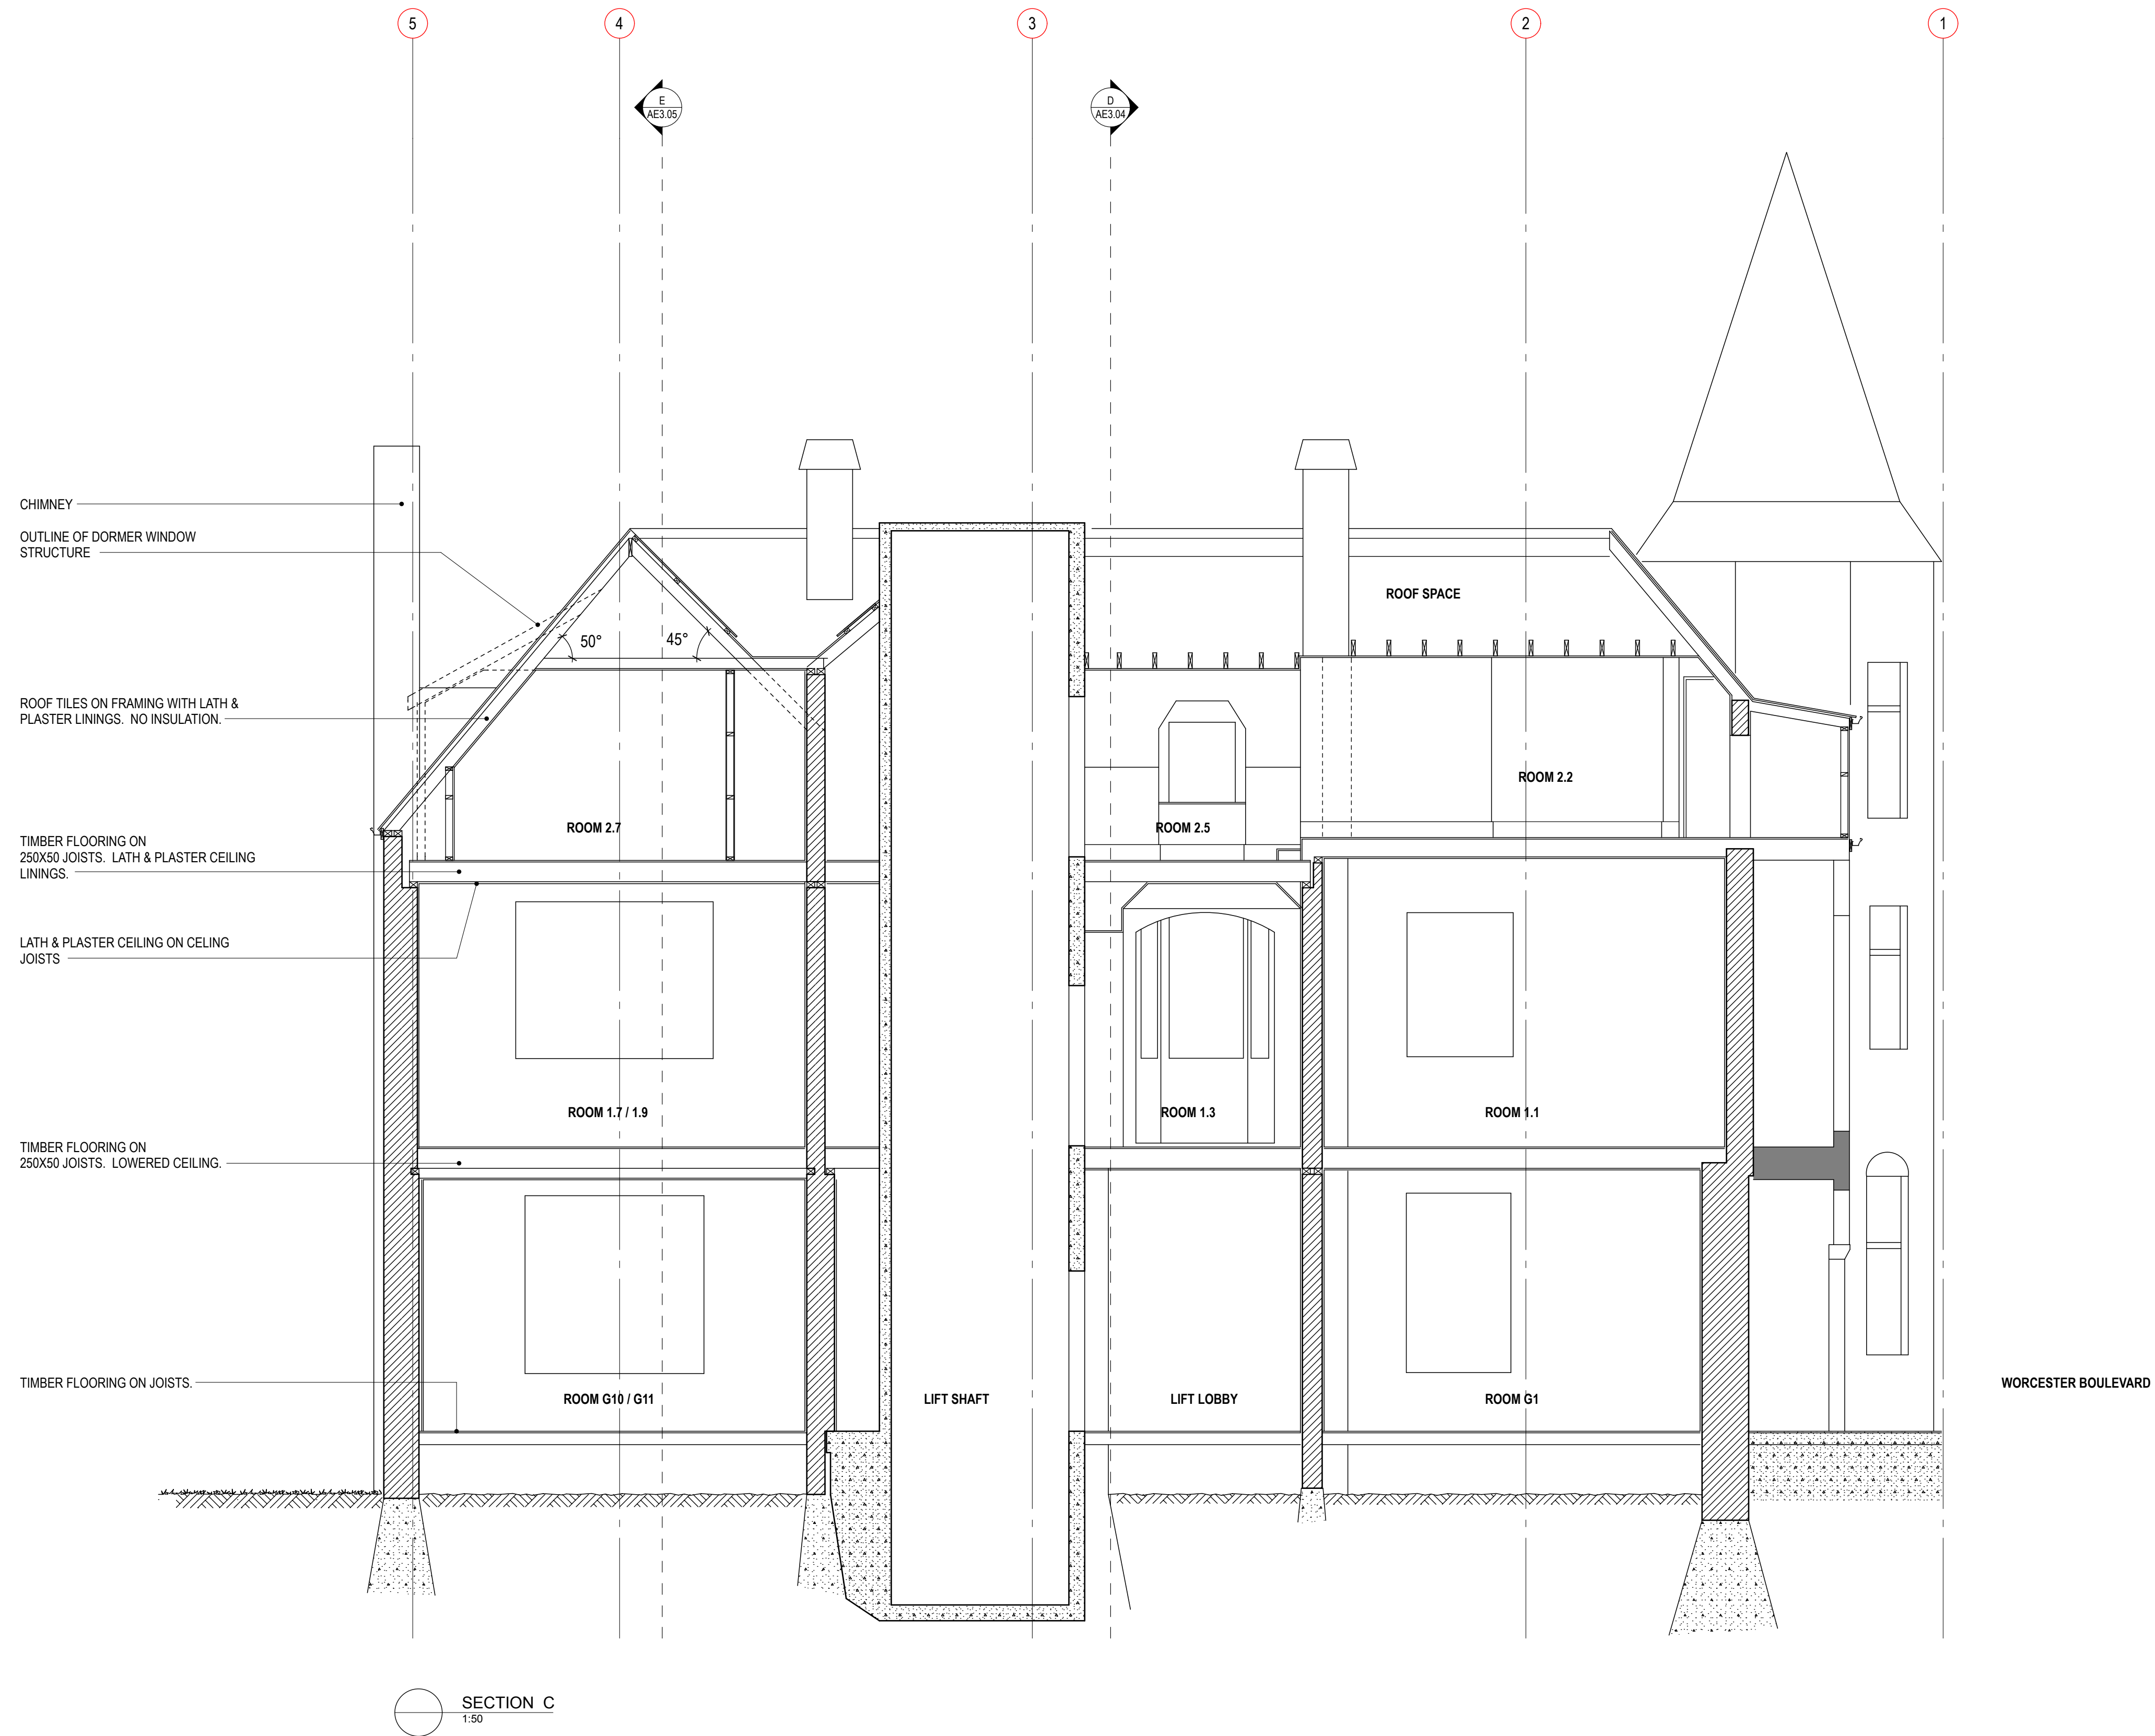 5
4
3
2
1
E
AE3.05
D
AE3.04
CHIMNEY
OUTLINE OF DORMER WINDOW
STRUCTURE
ROOF SPACE
50°
45°
ROOF TILES ON FRAMING WITH LATH &
PLASTER LININGS. NO INSULATION.
ROOM 2.2
ROOM 2.7
ROOM 2.5
TIMBER FLOORING ON
250X50 JOISTS. LATH & PLASTER CEILING
LININGS.
LATH & PLASTER CEILING ON CELING
JOISTS
ROOM 1.7 / 1.9
ROOM 1.3
ROOM 1.1
TIMBER FLOORING ON
250X50 JOISTS. LOWERED CEILING.
TIMBER FLOORING ON JOISTS.
WORCESTER BOULEVARD
ROOM G10 / G11
LIFT SHAFT
LIFT LOBBY
ROOM G1
SECTION C
1:50